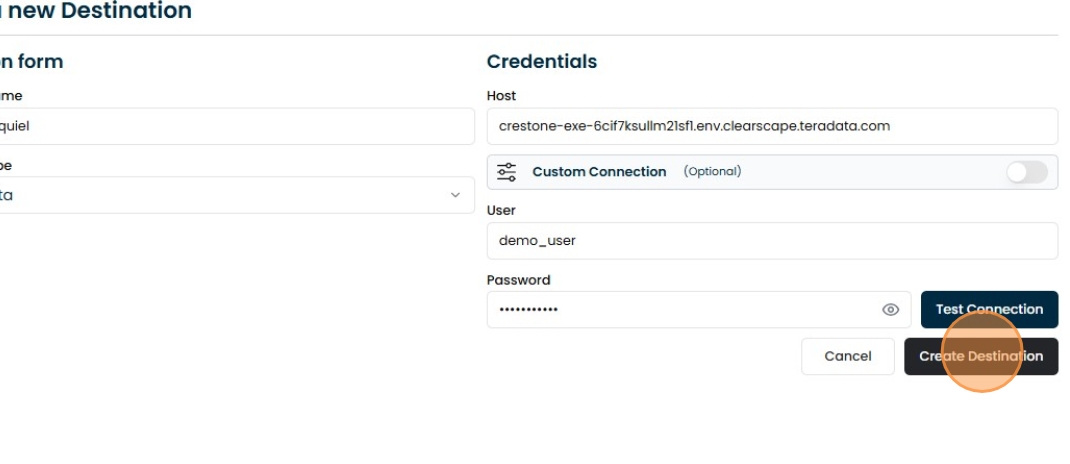 new Destination
n form
Credentials
me
Host
quiel
crestone-exe-6cif7ksullm21sf1.env.clearscape.teradata.com
pe
Custom Connection (Optional)
ta
User
demo_user
Password
•••••••••••
Test Connection
Cancel
Create Destination